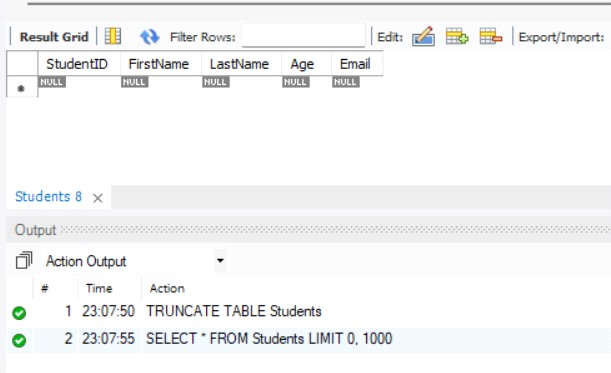 Result Grid Filter Rows: Edit: Export/Import:
StudentID FirstName LastName Age Email
NULL NULL NULL NULL NULL
Students 8
Output
Action Output
# Time Action
1 23:07:50 TRUNCATE TABLE Students
2 23:07:55 SELECT * FROM Students LIMIT 0, 1000